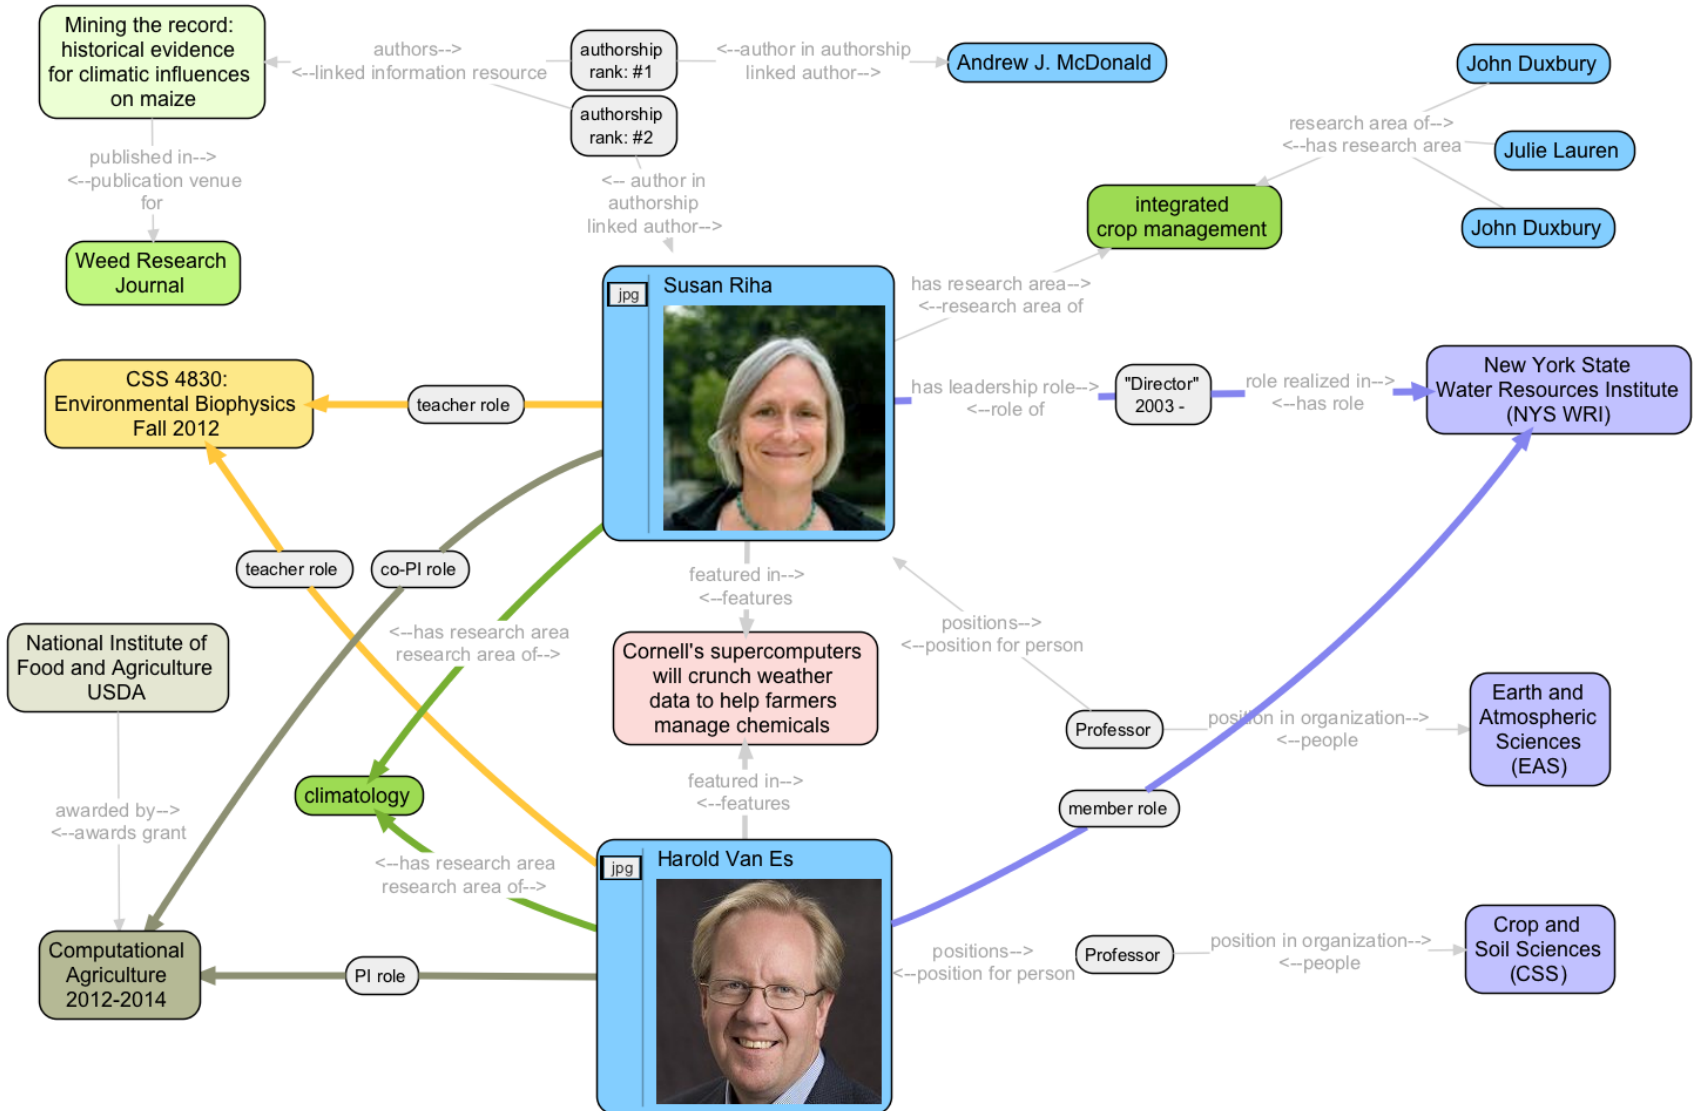 Mining the record:
historical evidence
for climatic influences
on maize
authors-->
<--linked information resource
authorship
rank: #1
<--author in authorship
linked author-->
Andrew J. McDonald
John Duxbury
authorship
rank: #2
research area of-->
<--has research area
Julie Lauren
published in-->
<--publication venue
for
<-- author in
authorship
linked author-->
integrated
crop management
John Duxbury
Weed Research
Journal
Susan Riha
jpg
has research area-->
<--research area of
CSS 4830:
Environmental Biophysics
Fall 2012
teacher role
has leadership role-->
<--role of
"Director"
2003 -
role realized in-->
<--has role
New York State
Water Resources Institute
(NYS WRI)
teacher role
co-PI role
featured in-->
<--features
<--has research area
research area of-->
positions-->
<--position for person
National Institute of
Food and Agriculture
USDA
Cornell's supercomputers
will crunch weather
data to help farmers
manage chemicals
Professor
position in organization-->
<--people
Earth and
Atmospheric
Sciences
(EAS)
climatology
featured in-->
<--features
member role
awarded by-->
<--awards grant
<--has research area
research area of-->
Harold Van Es
jpg
Computational
Agriculture
2012-2014
PI role
positions-->
<--position for person
Professor
position in organization-->
<--people
Crop and
Soil Sciences
(CSS)